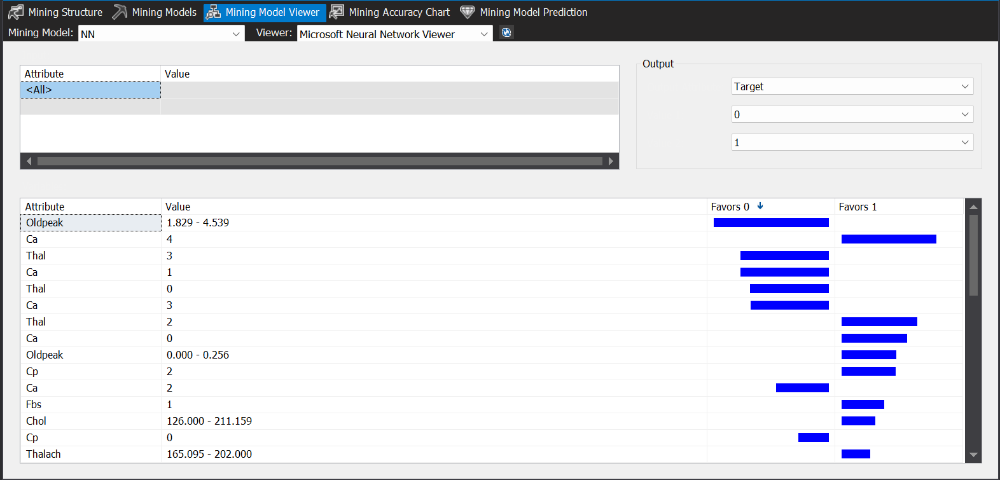 Mining Structure Mining Models Mining Model Viewer Mining Accuracy Chart Mining Model Prediction
Mining Model: NN Viewer: Microsoft Neural Network Viewer
Output
Attribute Value
<All>
Target
0
1
Attribute Value Favors 0 Favors 1
Oldpeak 1.829 - 4.539
Ca 4
Thal 3
Ca 1
Thal 0
Ca 3
Thal 2
Ca 0
Oldpeak 0.000 - 0.256
Cp 2
Ca 2
Fbs 1
Chol 126.000 - 211.159
Cp 0
Thalach 165.095 - 202.000